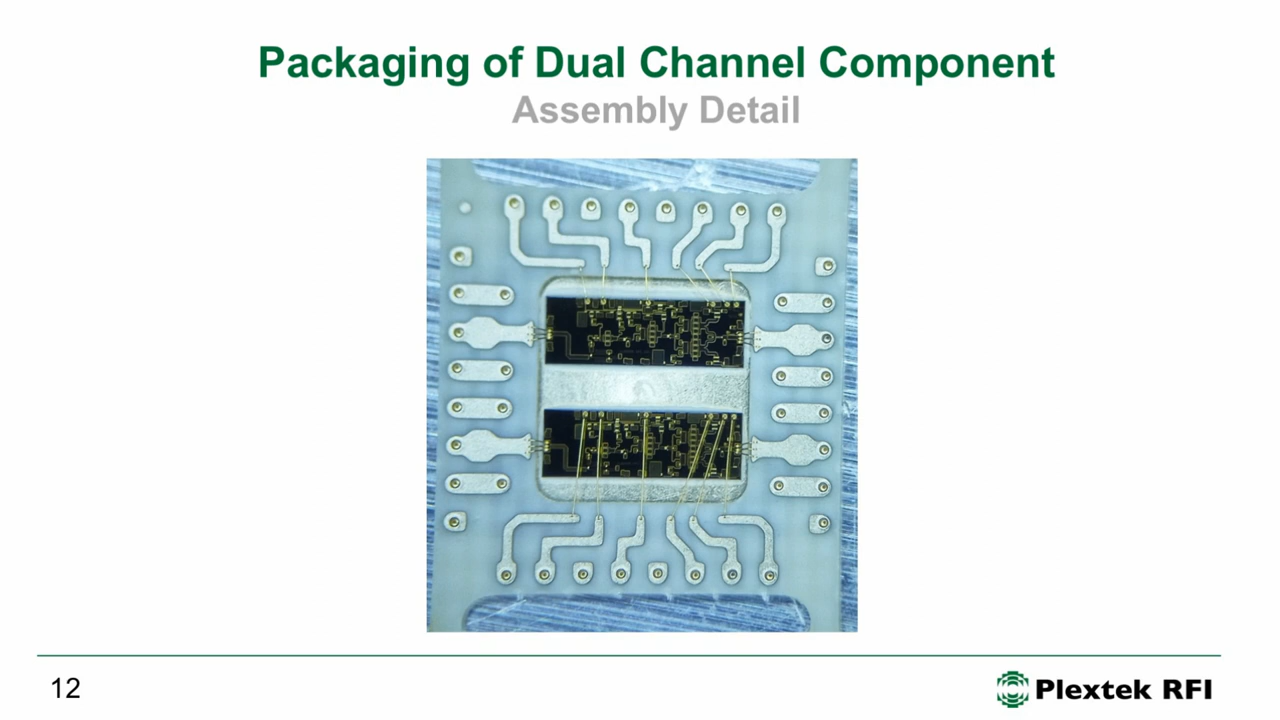 Packaging of Dual Channel Component
Assembly Detail
12
Plextek RFI